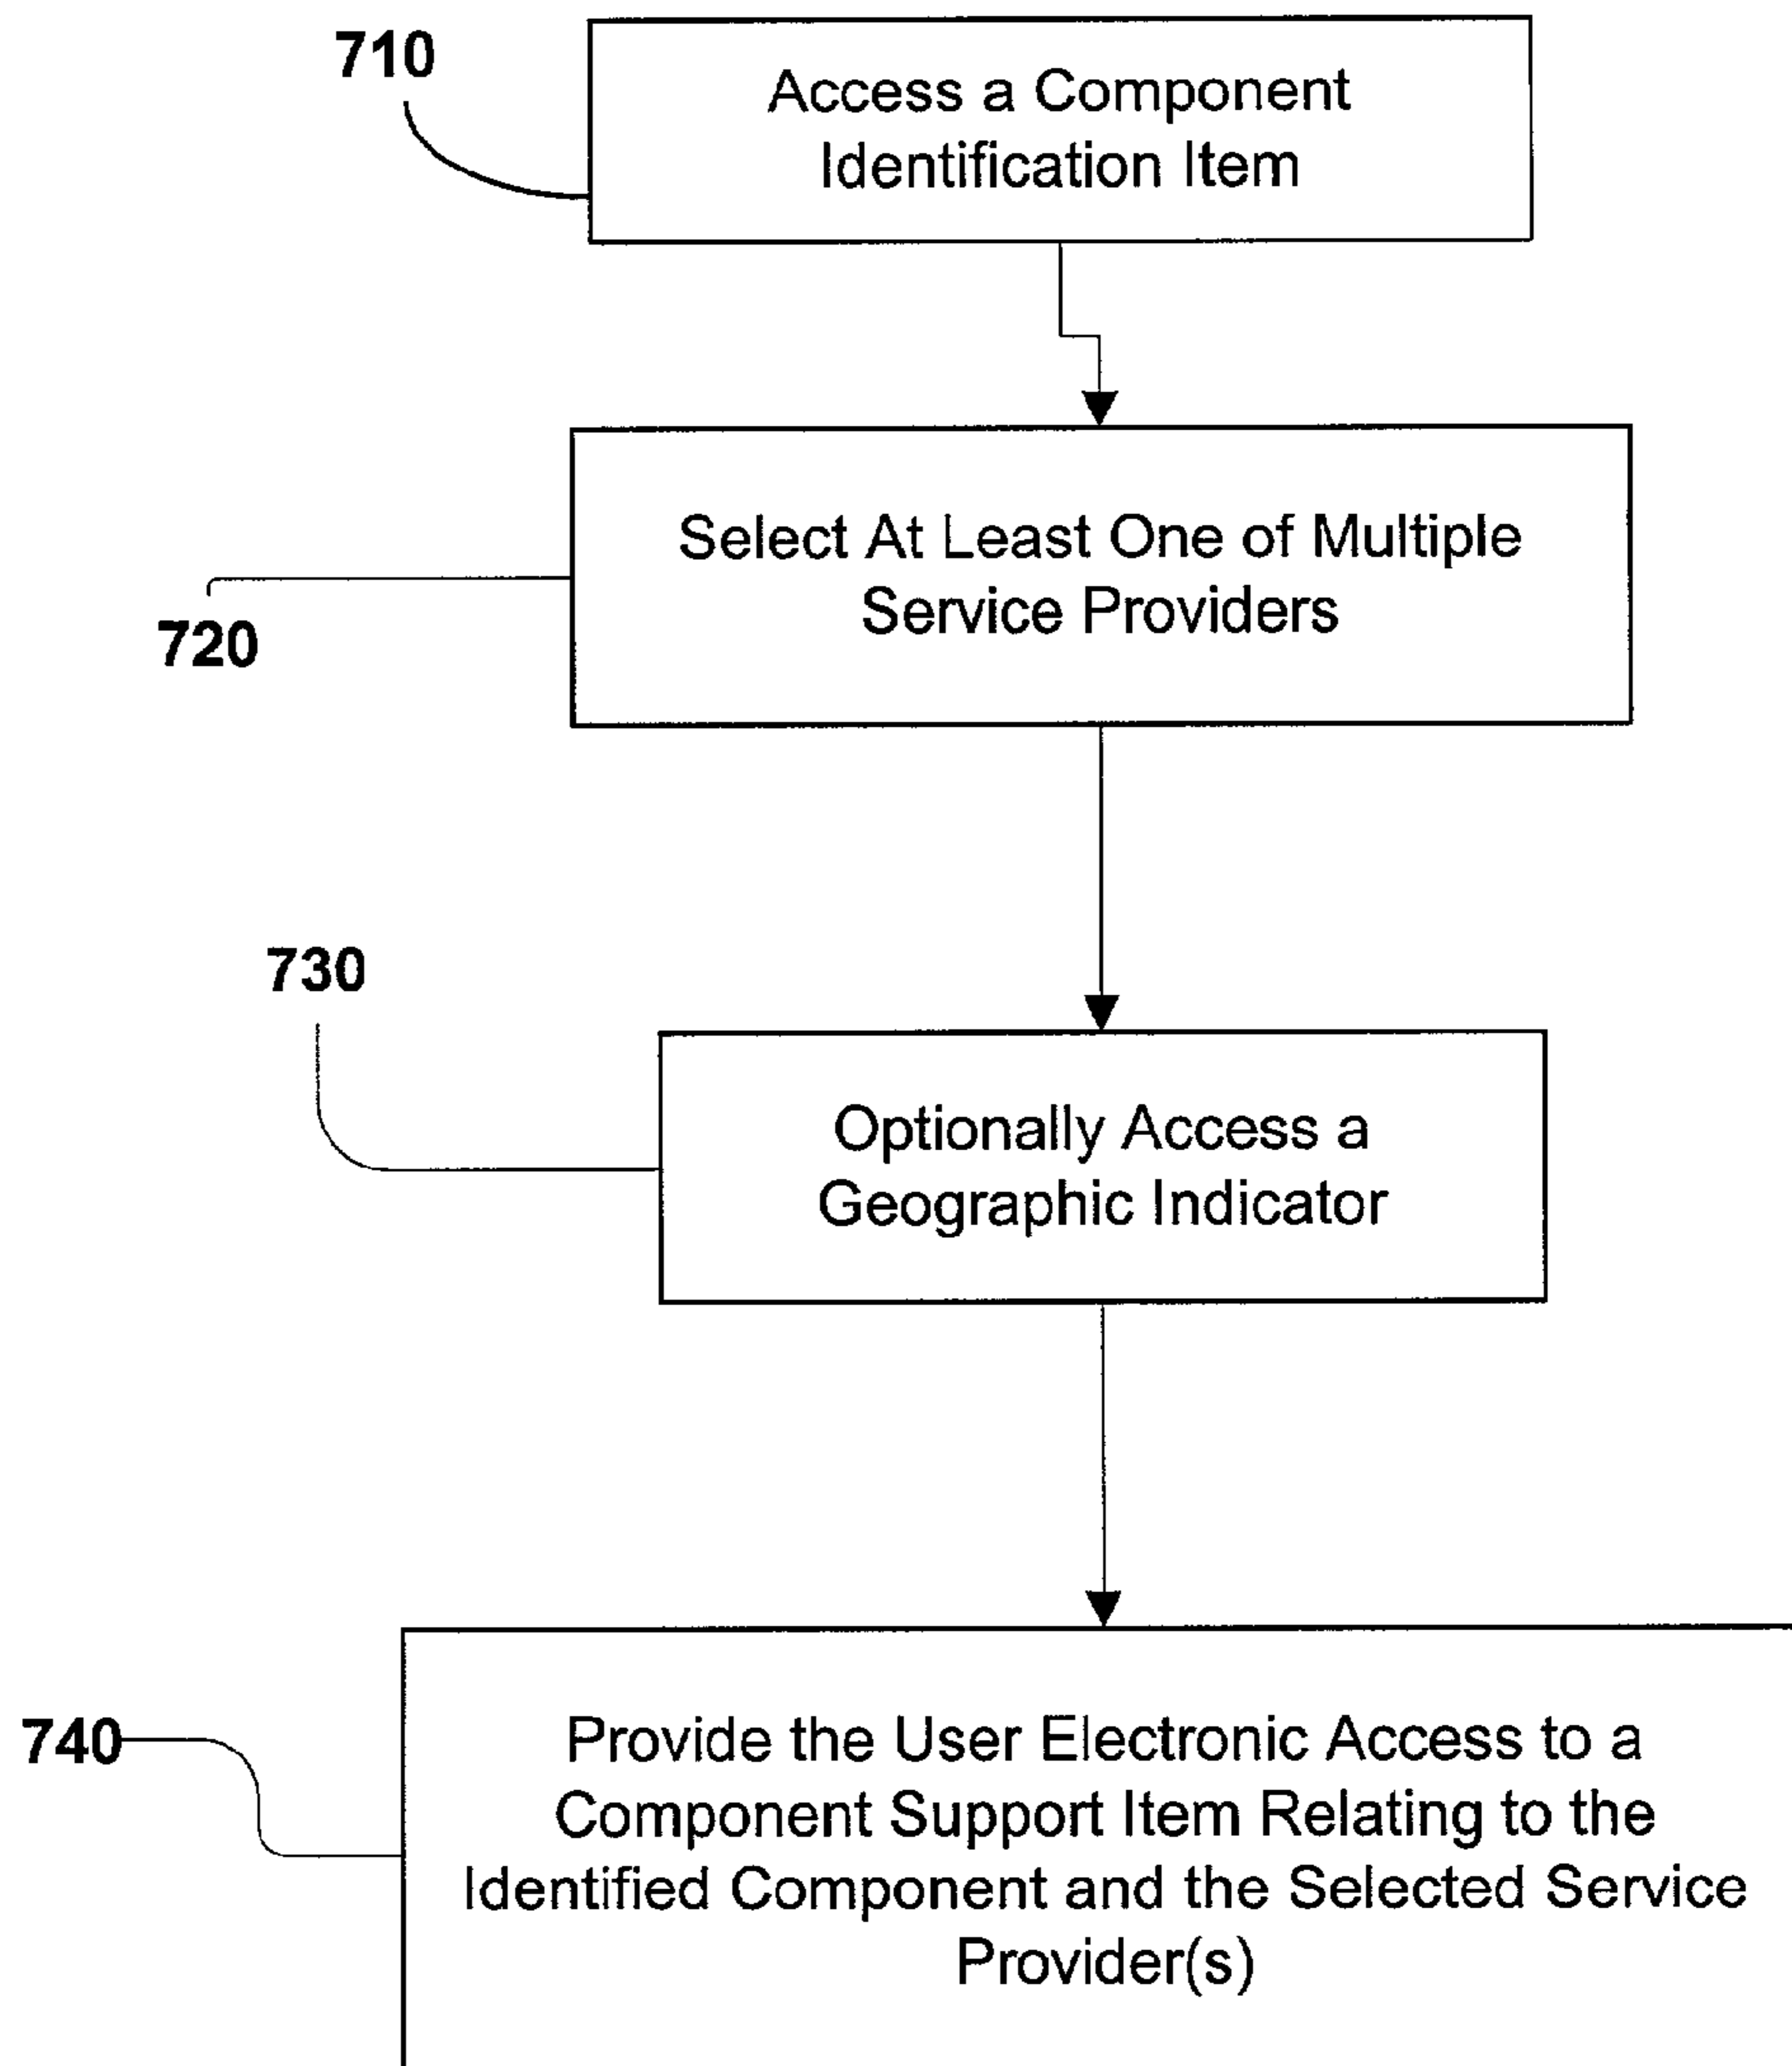 710
Access a Component
Identification Item
Select At Least One of Multiple
Service Providers
720
730
Optionally Access a
Geographic Indicator
740
Provide the User Electronic Access to a
Component Support Item Relating to the
Identified Component and the Selected Service
Provider(s)